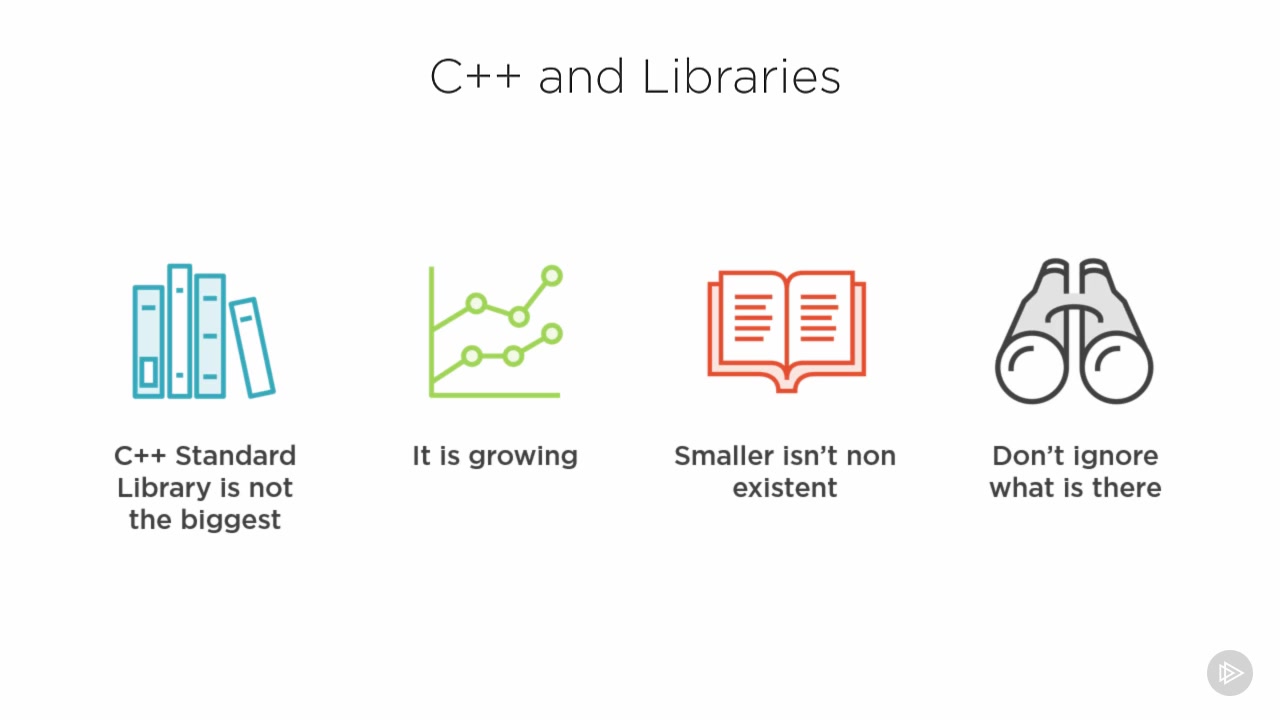 C++ and Libraries
C++ Standard
Library is not
the biggest
It is growing
Smaller isn’t non
existent
Don’t ignore
what is there